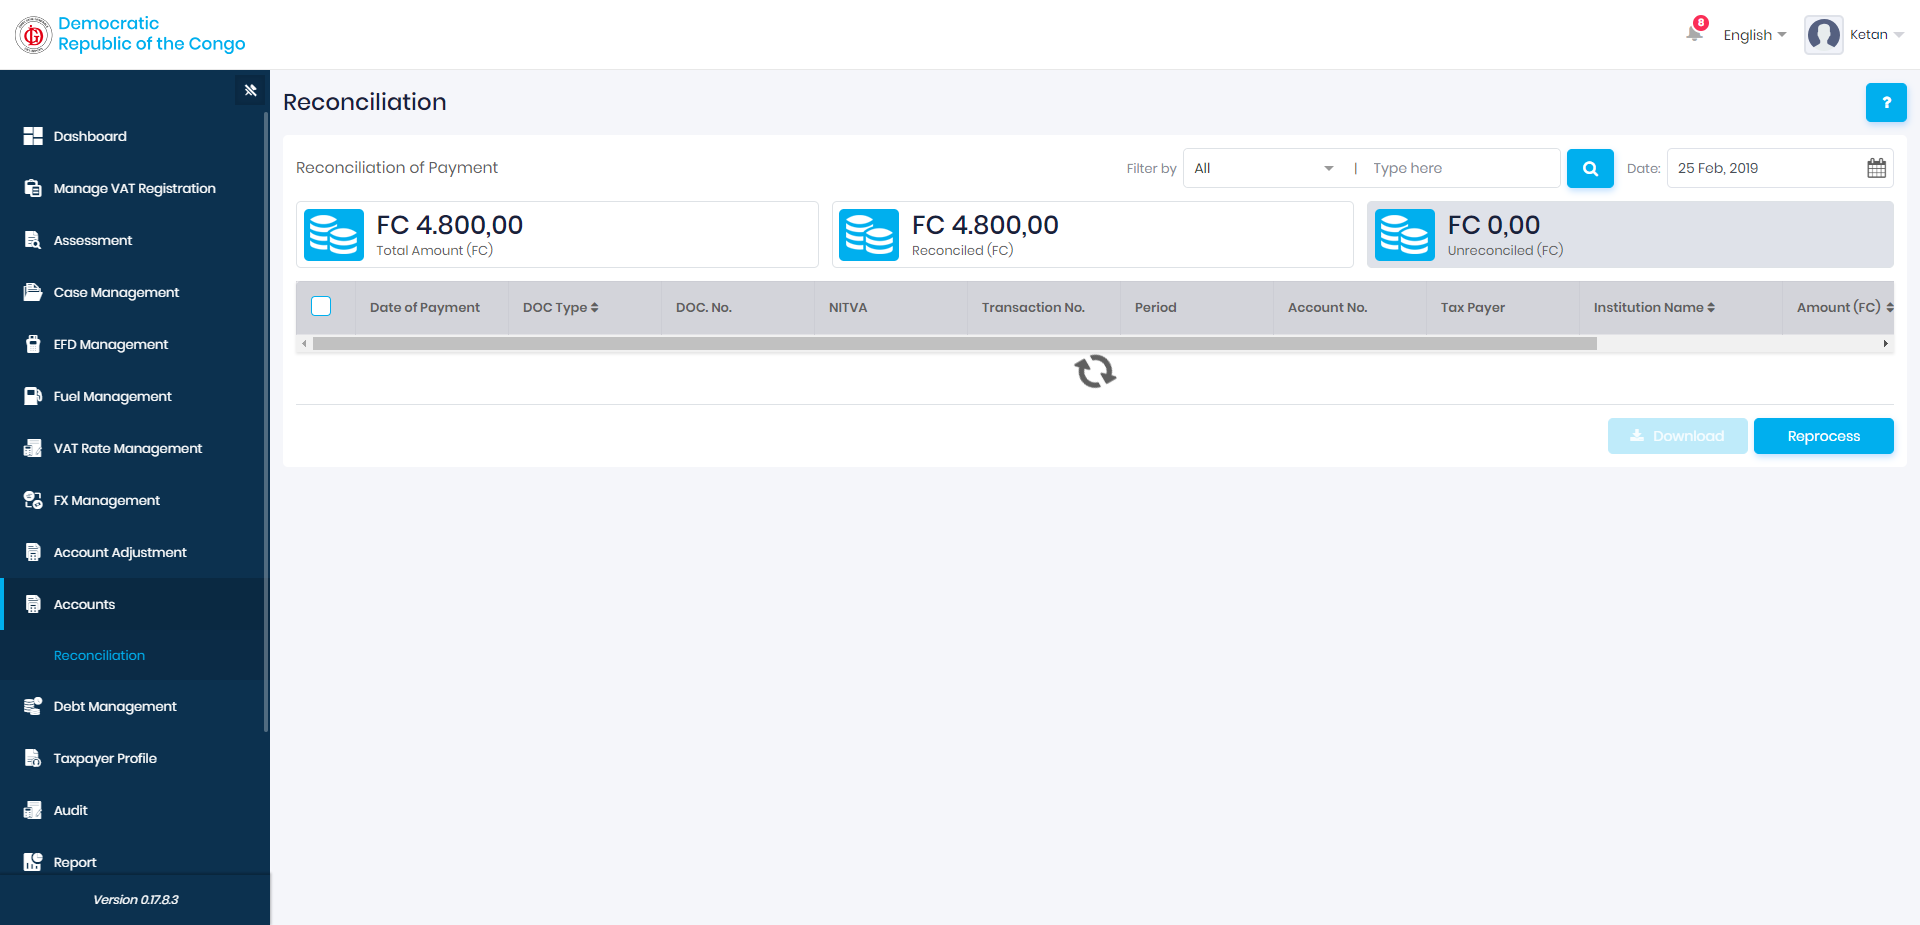 Democratic
Republic of the Congo
8
English
Ketan
Dashboard
Manage VAT Registration
Assessment
Case Management
EFD Management
Fuel Management
VAT Rate Management
FX Management
Account Adjustment
Accounts
Reconciliation
Debt Management
Taxpayer Profile
Audit
Report
Version 0.17.8.3
Reconciliation
?
Reconciliation of Payment
Filter by All | Type here Date: 25 Feb, 2019
FC 4.800,00
Total Amount (FC)
FC 4.800,00
Reconciled (FC)
FC 0,00
Unreconciled (FC)
Date of Payment DOC Type DOC. No. NITVA Transaction No. Period Account No. Tax Payer Institution Name Amount (FC)
Download Reprocess